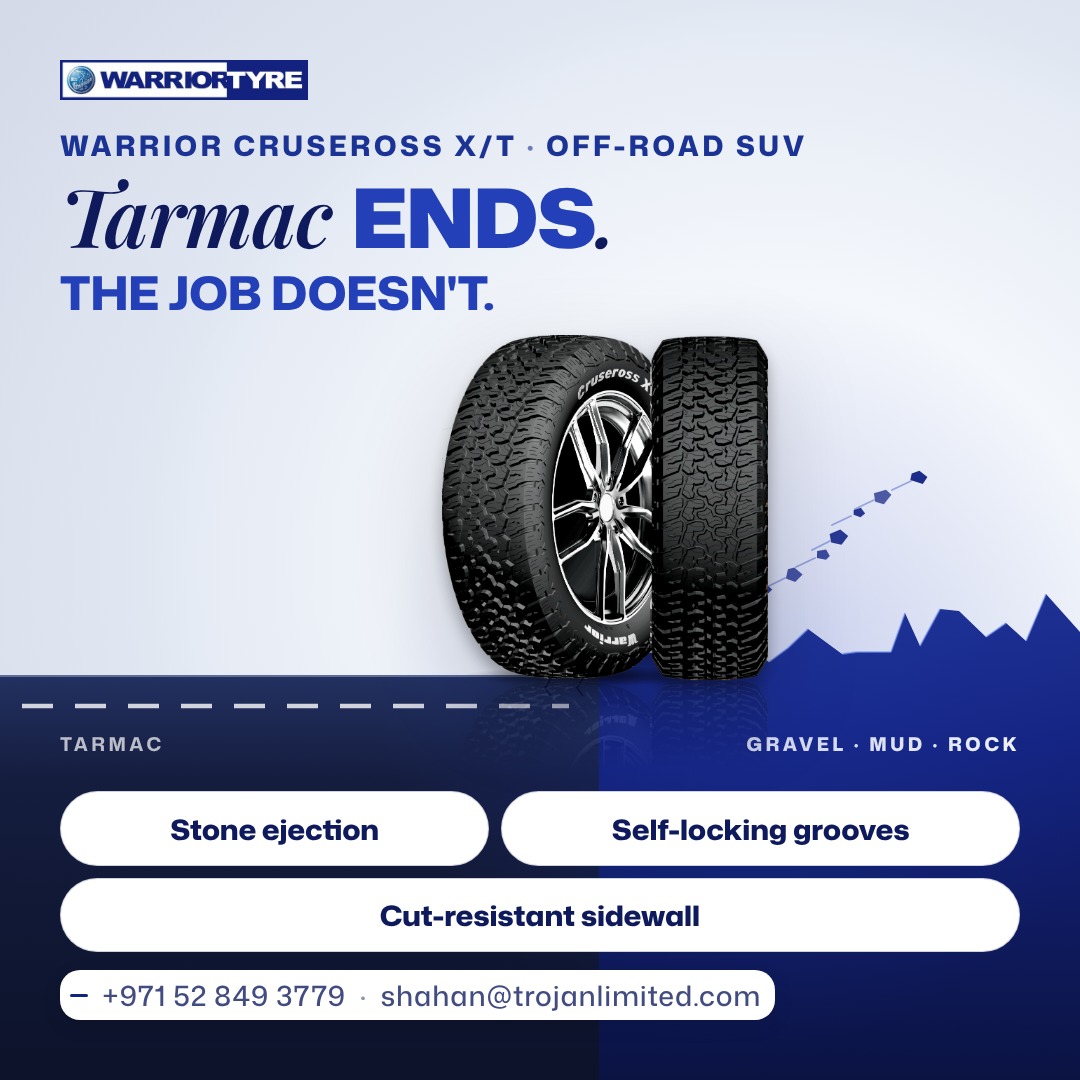 WARRIORTYRE
WARRIOR CRUSEROSS X/T · OFF-ROAD SUV
Tarmac ENDS.
THE JOB DOESN'T.
Cruseross X
Warrior
TARMAC
GRAVEL · MUD · ROCK
Stone ejection
Self-locking grooves
Cut-resistant sidewall
– +971 52 849 3779 · shahan@trojanlimited.com